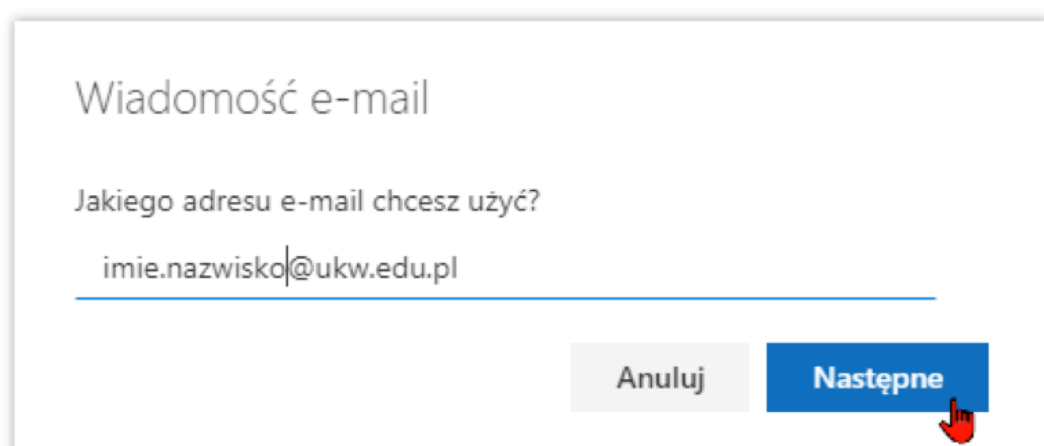 Wiadomość e-mail
Jakiego adresu e-mail chcesz użyć?
imie.nazwisko@ukw.edu.pl
Anuluj
Następne